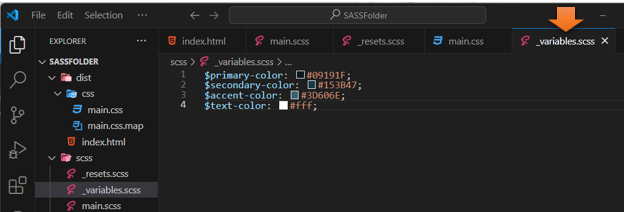 File Edit Selection ... SASSFolder
EXPLORER ...
SASSFOLDER
dist
css
main.css
main.css.map
index.html
scss
_resets.scss
_variables.scss
main.scss
index.html main.scss _resets.scss main.css _variables.scss
scss > _variables.scss > ...
1 $primary-color: #09191F;
2 $secondary-color: #153B47;
3 $accent-color: #3D606E;
4 $text-color: #fff;